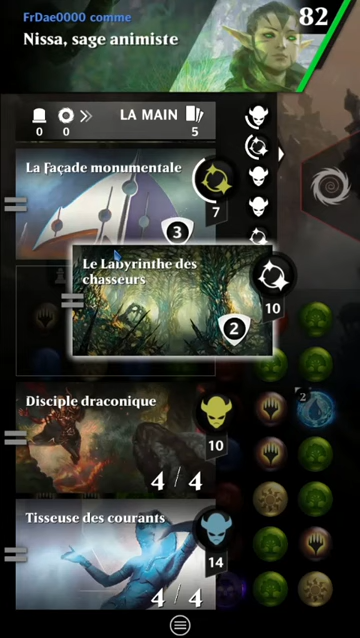 FrDae0000 comme
82
Nissa, sage animiste
LA MAIN
0 0 5
La Façade monumentale
7
3
Le Labyrinthe des
chasseurs
10
2
Disciple draconique
2
10
4 / 4
Tisseuse des courants
14
4 / 4